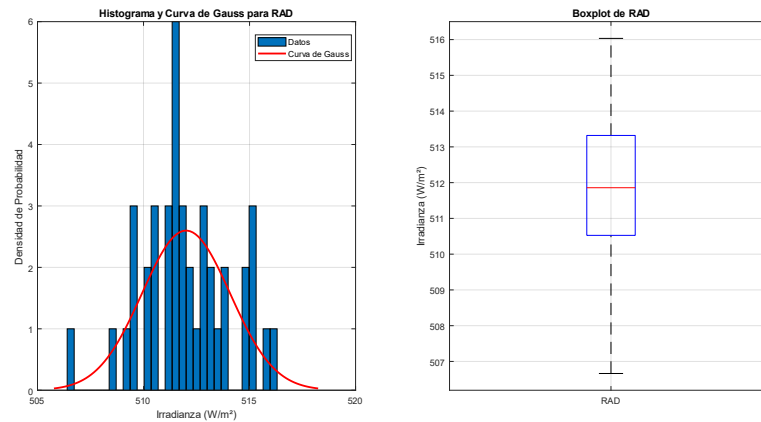 Histograma y Curva de Gauss para RAD
Datos
Curva de Gauss
Densidad de Probabilidad
6
5
4
3
2
1
0
505
510
515
520
Irradianza (W/m²)
Boxplot de RAD
Irradianza (W/m²)
516
515
514
513
512
511
510
509
508
507
RAD